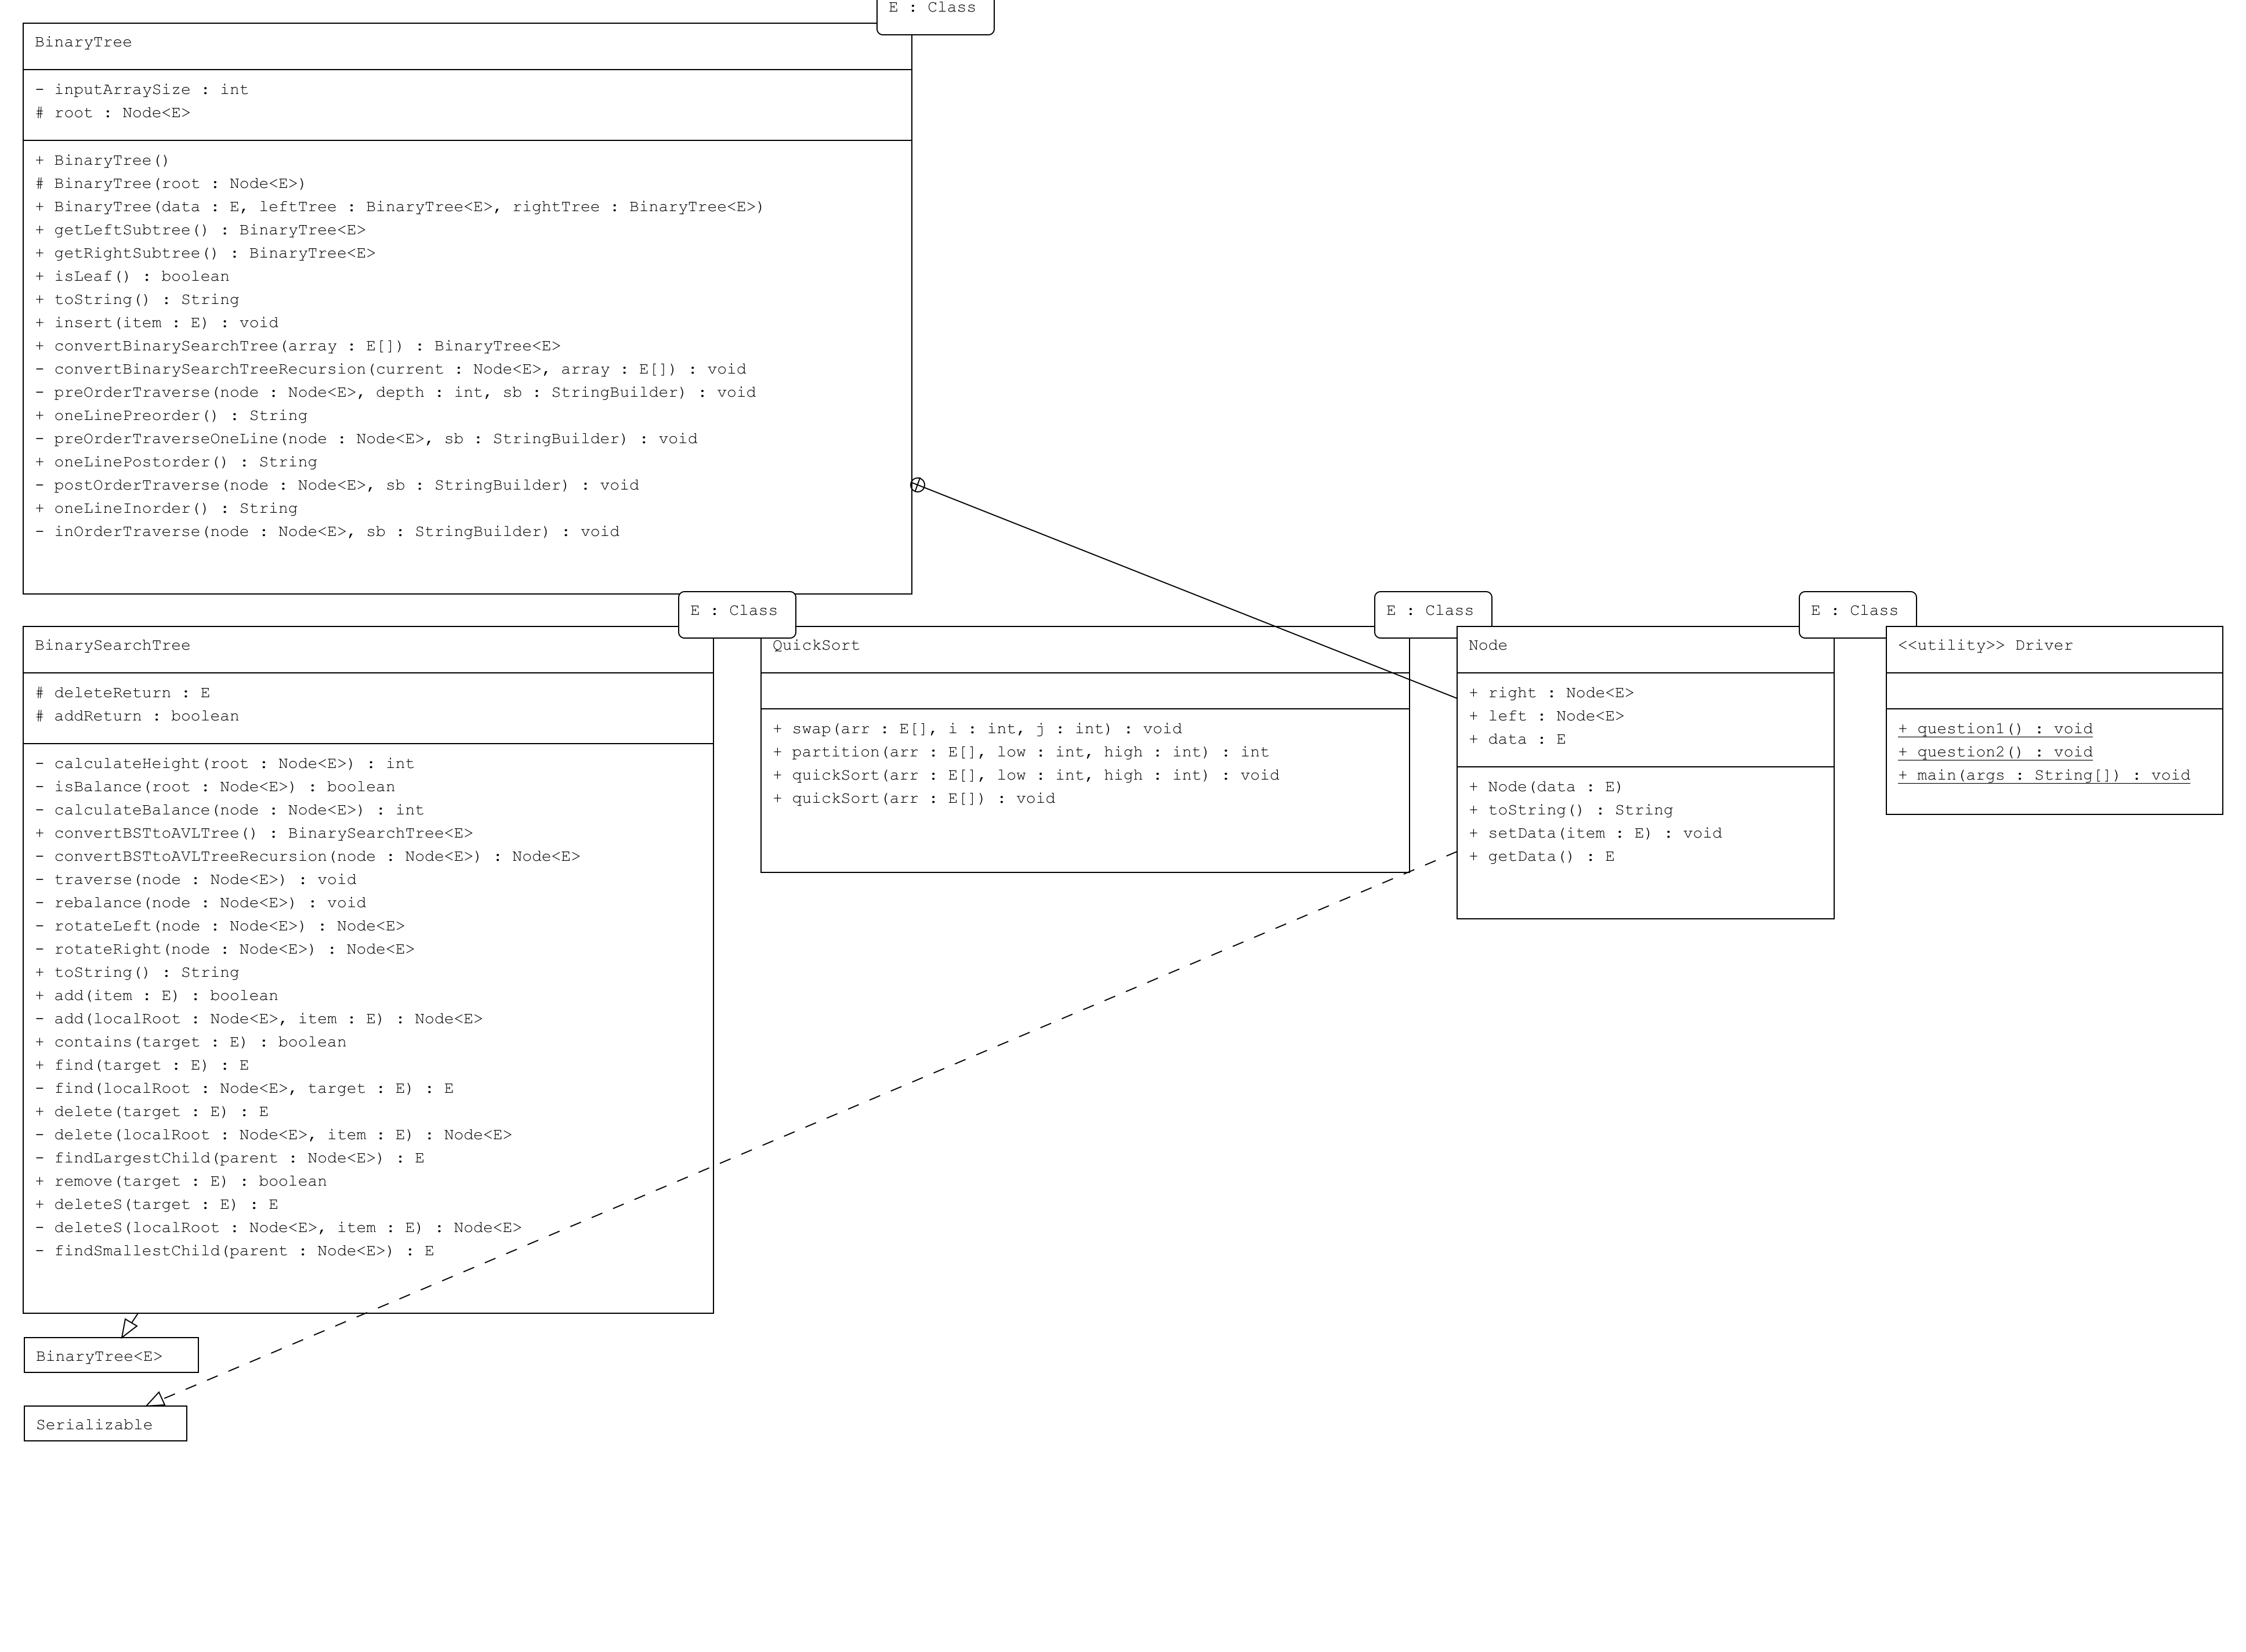 E : Class
BinaryTree
- inputArraySize : int
# root : Node<E>
+ BinaryTree()
# BinaryTree(root : Node<E>)
+ BinaryTree(data : E, leftTree : BinaryTree<E>, rightTree : BinaryTree<E>)
+ getLeftSubtree() : BinaryTree<E>
+ getRightSubtree() : BinaryTree<E>
+ isLeaf() : boolean
+ toString() : String
+ insert(item : E) : void
+ convertBinarySearchTree(array : E[]) : BinaryTree<E>
- convertBinarySearchTreeRecursion(current : Node<E>, array : E[]) : void
- preOrderTraverse(node : Node<E>, depth : int, sb : StringBuilder) : void
+ oneLinePreorder() : String
- preOrderTraverseOneLine(node : Node<E>, sb : StringBuilder) : void
+ oneLinePostorder() : String
- postOrderTraverse(node : Node<E>, sb : StringBuilder) : void
+ oneLineInorder() : String
- inOrderTraverse(node : Node<E>, sb : StringBuilder) : void
E : Class
BinarySearchTree
# deleteReturn : E
# addReturn : boolean
- calculateHeight(root : Node<E>) : int
- isBalance(root : Node<E>) : boolean
- calculateBalance(node : Node<E>) : int
+ convertBSTtoAVLTree() : BinarySearchTree<E>
- convertBSTtoAVLTreeRecursion(node : Node<E>) : Node<E>
- traverse(node : Node<E>) : void
- rebalance(node : Node<E>) : void
- rotateLeft(node : Node<E>) : Node<E>
- rotateRight(node : Node<E>) : Node<E>
+ toString() : String
+ add(item : E) : boolean
- add(localRoot : Node<E>, item : E) : Node<E>
+ contains(target : E) : boolean
+ find(target : E) : E
- find(localRoot : Node<E>, target : E) : E
+ delete(target : E) : E
- delete(localRoot : Node<E>, item : E) : Node<E>
- findLargestChild(parent : Node<E>) : E
+ remove(target : E) : boolean
+ deleteS(target : E) : E
- deleteS(localRoot : Node<E>, item : E) : Node<E>
- findSmallestChild(parent : Node<E>) : E
E : Class
QuickSort
+ swap(arr : E[], i : int, j : int) : void
+ partition(arr : E[], low : int, high : int) : int
+ quickSort(arr : E[], low : int, high : int) : void
+ quickSort(arr : E[]) : void
E : Class
Node
+ right : Node<E>
+ left : Node<E>
+ data : E
+ Node(data : E)
+ toString() : String
+ setData(item : E) : void
+ getData() : E
<<utility>> Driver
+ question1() : void
+ question2() : void
+ main(args : String[]) : void
BinaryTree<E>
Serializable